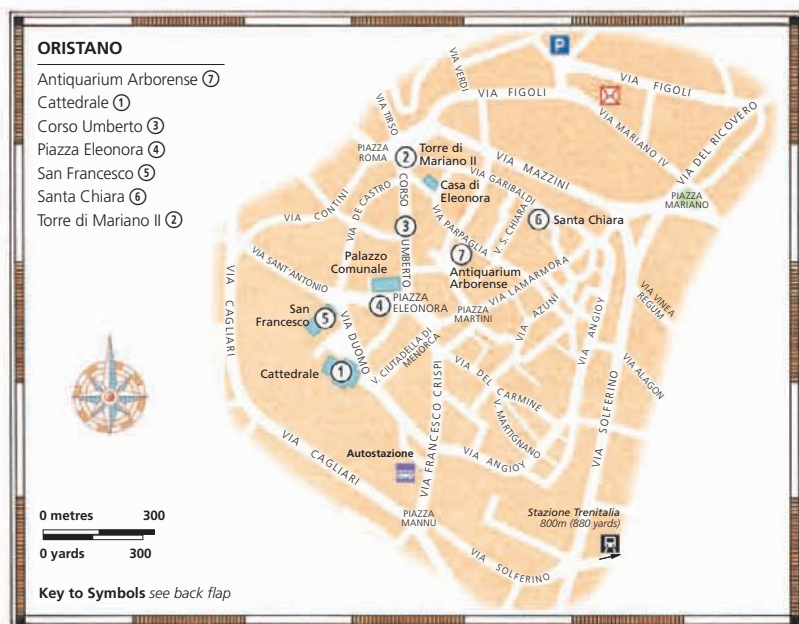 ORISTANO
Antiquarium Arborense ⑦
Cattedrale ①
Corso Umberto ③
Piazza Eleonora ④
San Francesco ⑤
Santa Chiara ⑥
Torre di Mariano II ②
P
VIA VERDI
VIA FIGOLI
VIA FIGOLI
VIA TIRSO
VIA MARIANO IV
VIA DEL RICOVERO
PIAZZA
ROMA
②
Torre di
Mariano II
VIA MAZZINI
VIA GARIBALDI
Casa di
Eleonora
PIAZZA
MARIANO
VIA CONTINI
VIA DE CASTRO
CORSO
UMBERTO
③
VIA PARPAGLIA
V. S. CHIARA
⑥
Santa Chiara
⑦
Antiquarium
Arborense
VIA SANT'ANTONIO
Palazzo
Comunale
VIA LAMARMORA
VIA CAGLIARI
④
PIAZZA
ELEONORA
PIAZZA
MARTINI
VIA AZUNI
VIA ANGIOY
VIA VINEA
REGUM
San
Francesco
⑤
VIA DUOMO
V. CIUTADELLA DI
MENORCA
Cattedrale
①
VIA FRANCESCO CRISPI
VIA DEL CARMINE
V. MARTIGNANO
VIA ALAGON
VIA SOLFERINO
VIA CAGLIARI
Autostazione
VIA ANGIOY
PIAZZA
MANNU
Stazione Trenitalia
800m (880 yards)
VIA SOLFERINO
0 metres 300
0 yards 300
Key to Symbols see back flap